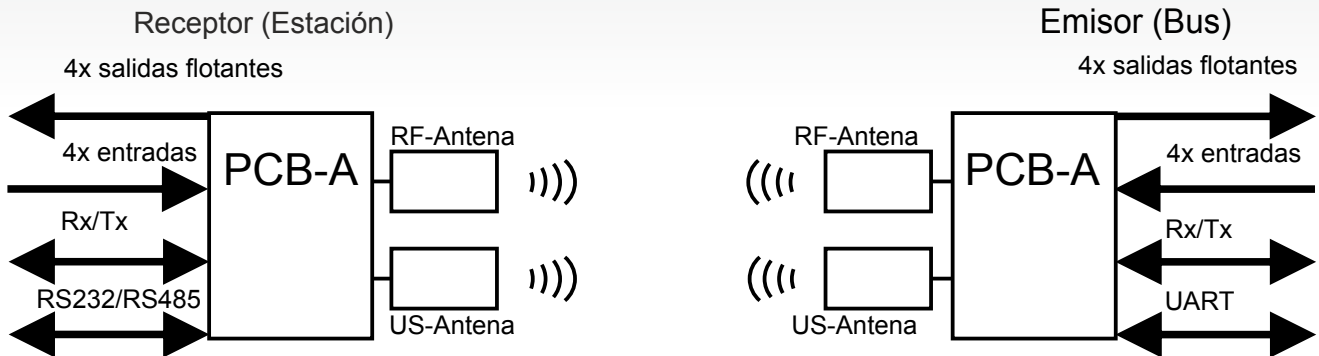 Receptor (Estación)
4x salidas flotantes
4x entradas
Rx/Tx
RS232/RS485
PCB-A
RF-Antena
US-Antena
Emisor (Bus)
4x salidas flotantes
RF-Antena
US-Antena
PCB-A
4x entradas
Rx/Tx
UART